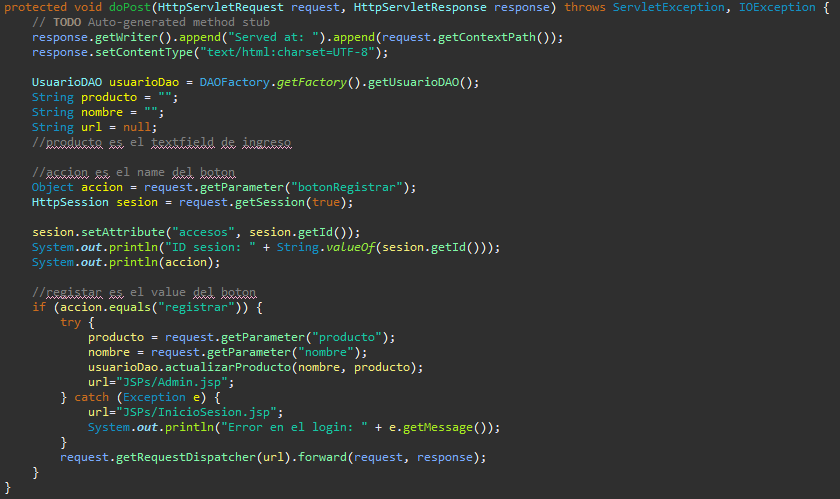 protected void doPost(HttpServletRequest request, HttpServletResponse response) throws ServletException, IOException {
// TODO Auto-generated method stub
response.getWriter().append("Served at: ").append(request.getContextPath());
response.setContentType("text/html:charset=UTF-8");
UsuarioDAO usuarioDao = DAOFactory.getFactory().getUsuarioDAO();
String producto = "";
String nombre = "";
String url = null;
//producto es el textfield de ingreso
//accion es el name del boton
Object accion = request.getParameter("botonRegistrar");
HttpSession sesion = request.getSession(true);
sesion.setAttribute("accesos", sesion.getId());
System.out.println("ID sesion: " + String.valueOf(sesion.getId()));
System.out.println(accion);
//registar es el value del boton
if (accion.equals("registrar")) {
try {
producto = request.getParameter("producto");
nombre = request.getParameter("nombre");
usuarioDao.actualizarProducto(nombre, producto);
url="JSPs/Admin.jsp";
} catch (Exception e) {
url="JSPs/InicioSesion.jsp";
System.out.println("Error en el login: " + e.getMessage());
}
request.getRequestDispatcher(url).forward(request, response);
}
}